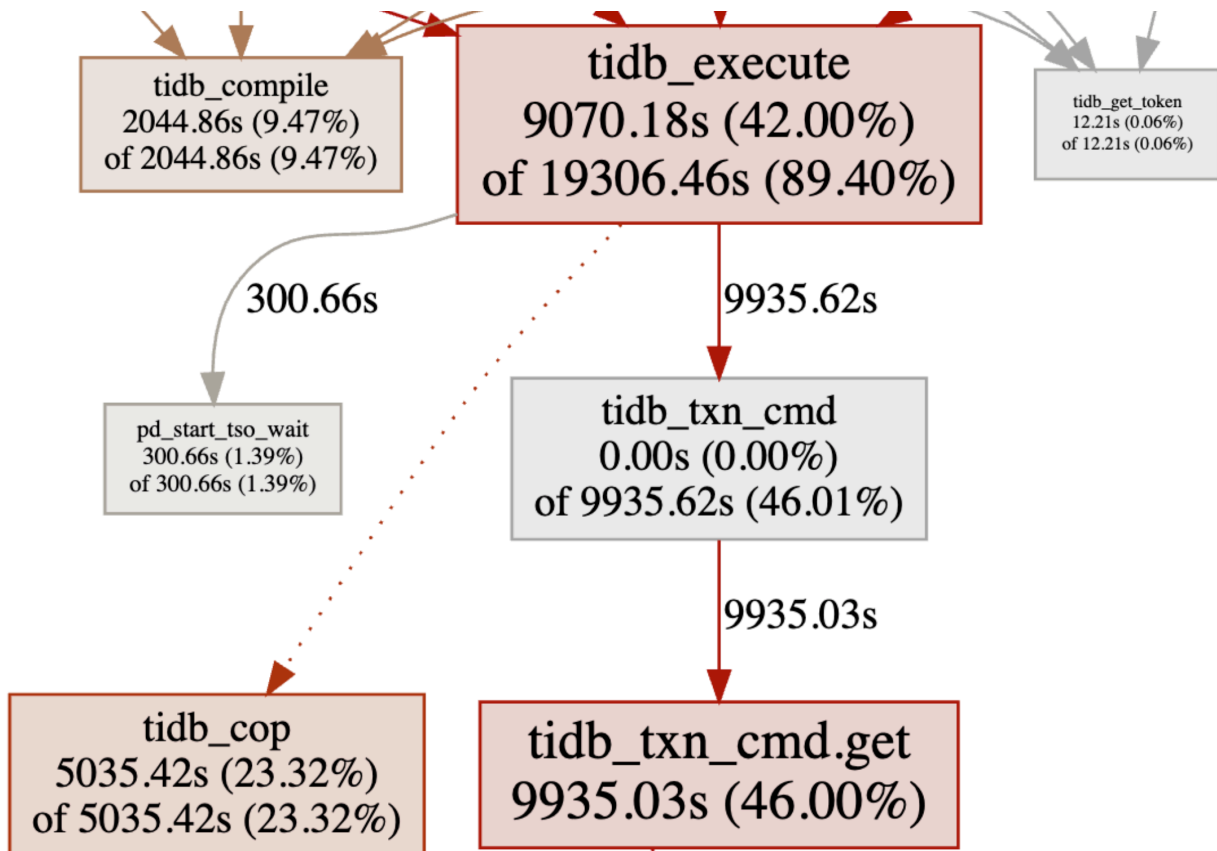 tidb_compile
2044.86s (9.47%)
of 2044.86s (9.47%)
tidb_execute
9070.18s (42.00%)
of 19306.46s (89.40%)
tidb_get_token
12.21s (0.06%)
of 12.21s (0.06%)
300.66s
9935.62s
pd_start_tso_wait
300.66s (1.39%)
of 300.66s (1.39%)
tidb_txn_cmd
0.00s (0.00%)
of 9935.62s (46.01%)
9935.03s
tidb_cop
5035.42s (23.32%)
of 5035.42s (23.32%)
tidb_txn_cmd.get
9935.03s (46.00%)